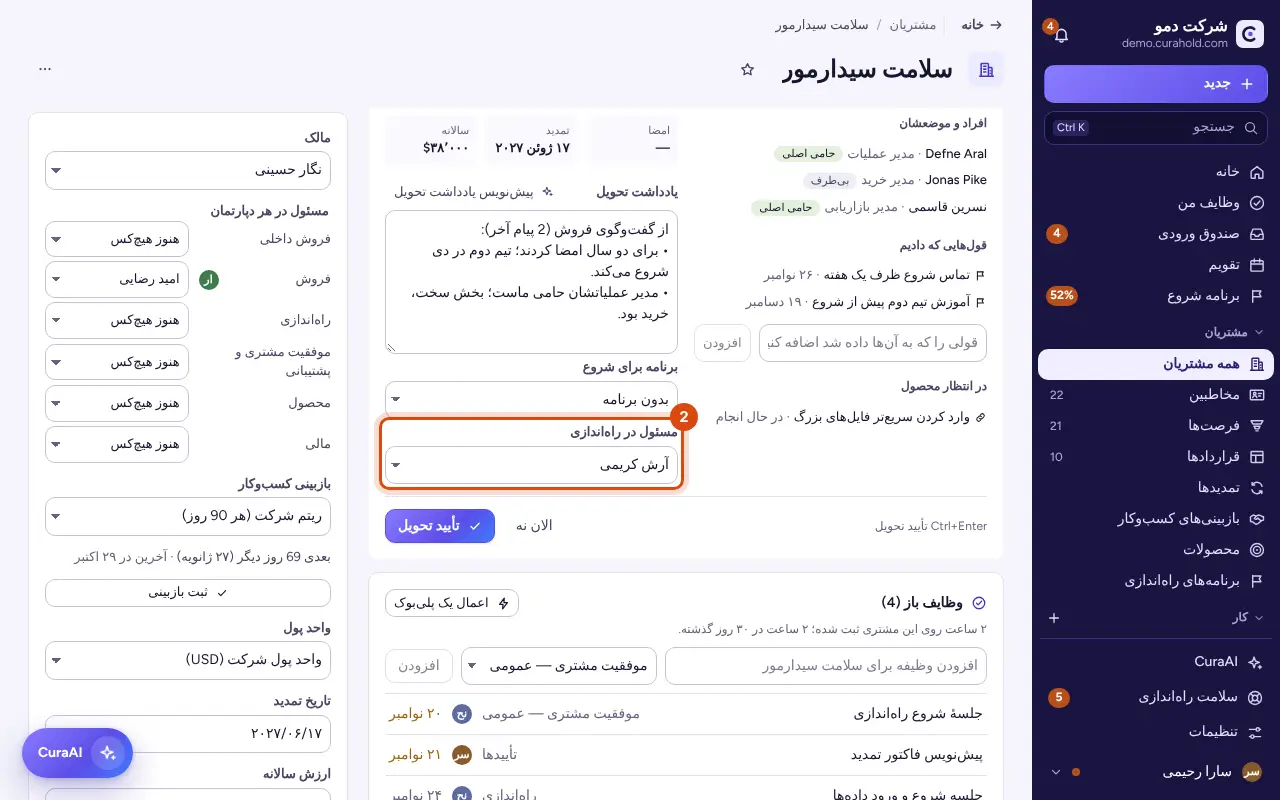 شرکت دمو
demo.curahold.com
4
جدید
جستجو
Ctrl K
خانه
وظایف من
صندوق ورودی
4
تقویم
برنامه شروع
52%
مشتریان
همه مشتریان
مخاطبین
22
فرصت‌ها
21
قراردادها
10
تمدیدها
بازبینی‌های کسب‌وکار
محصولات
برنامه‌های راه‌اندازی
کار
CuraAI
سلامت راه‌اندازی
5
تنظیمات
سر
سارا رحیمی
خانه
مشتریان / سلامت سیدارمور
سلامت سیدارمور
افراد و موضعشان
Defne Aral · مدیر عملیات حامی اصلی
Jonas Pike · مدیر خرید بی‌طرف
نسرین قاسمی · مدیر بازاریابی حامی اصلی
قول‌هایی که دادیم
تماس شروع ظرف یک هفته · ۲۶ نوامبر
آموزش تیم دوم پیش از شروع · ۱۹ دسامبر
قولی را که به آن‌ها داده شد اضافه کنید
افزودن
در انتظار محصول
وارد کردن سریع‌تر فایل‌های بزرگ · در حال انجام
امضا
—
تمدید
۱۷ ژوئن ۲۰۲۷
سالانه
$۳۸٬۰۰۰
یادداشت تحویل
پیش‌نویس یادداشت تحویل
از گفت‌وگوی فروش (2 پیام آخر):
• برای دو سال امضا کردند؛ تیم دوم در دی
شروع می‌کند.
• مدیر عملیاتشان حامی ماست؛ بخش سخت،
خرید بود.
برنامه برای شروع
بدون برنامه
2
مسئول در راه‌اندازی
آرش کریمی
Ctrl+Enter تأیید تحویل
الان نه
تأیید تحویل
وظایف باز (4)
اعمال یک پلی‌بوک
۲ ساعت روی این مشتری ثبت شده؛ ۲ ساعت در ۳۰ روز گذشته.
افزودن وظیفه برای سلامت سیدارمور
موفقیت مشتری — عمومی
افزودن
جلسهٔ شروع راه‌اندازی
موفقیت مشتری — عمومی
نح
۲۰ نوامبر
پیش‌نویس فاکتور تمدید
تأییدها
سر
۲۱ نوامبر
جلسه شروع و ورود داده‌ها
راه‌اندازی
نح
۲۴ نوامبر
مالک
نگار حسینی
مسئول در هر دپارتمان
فروش داخلی
هنوز هیچ‌کس
فروش
ار
امید رضایی
راه‌اندازی
هنوز هیچ‌کس
موفقیت مشتری و
پشتیبانی
هنوز هیچ‌کس
محصول
هنوز هیچ‌کس
مالی
هنوز هیچ‌کس
بازبینی کسب‌وکار
ریتم شرکت (هر 90 روز)
بعدی 69 روز دیگر (۲۷ ژانویه) · آخرین در ۲۹ اکتبر
ثبت بازبینی
واحد پول
واحد پول شرکت (USD)
تاریخ تمدید
۲۰۲۷/۰۶/۱۷
ارزش سالانه
CuraAI